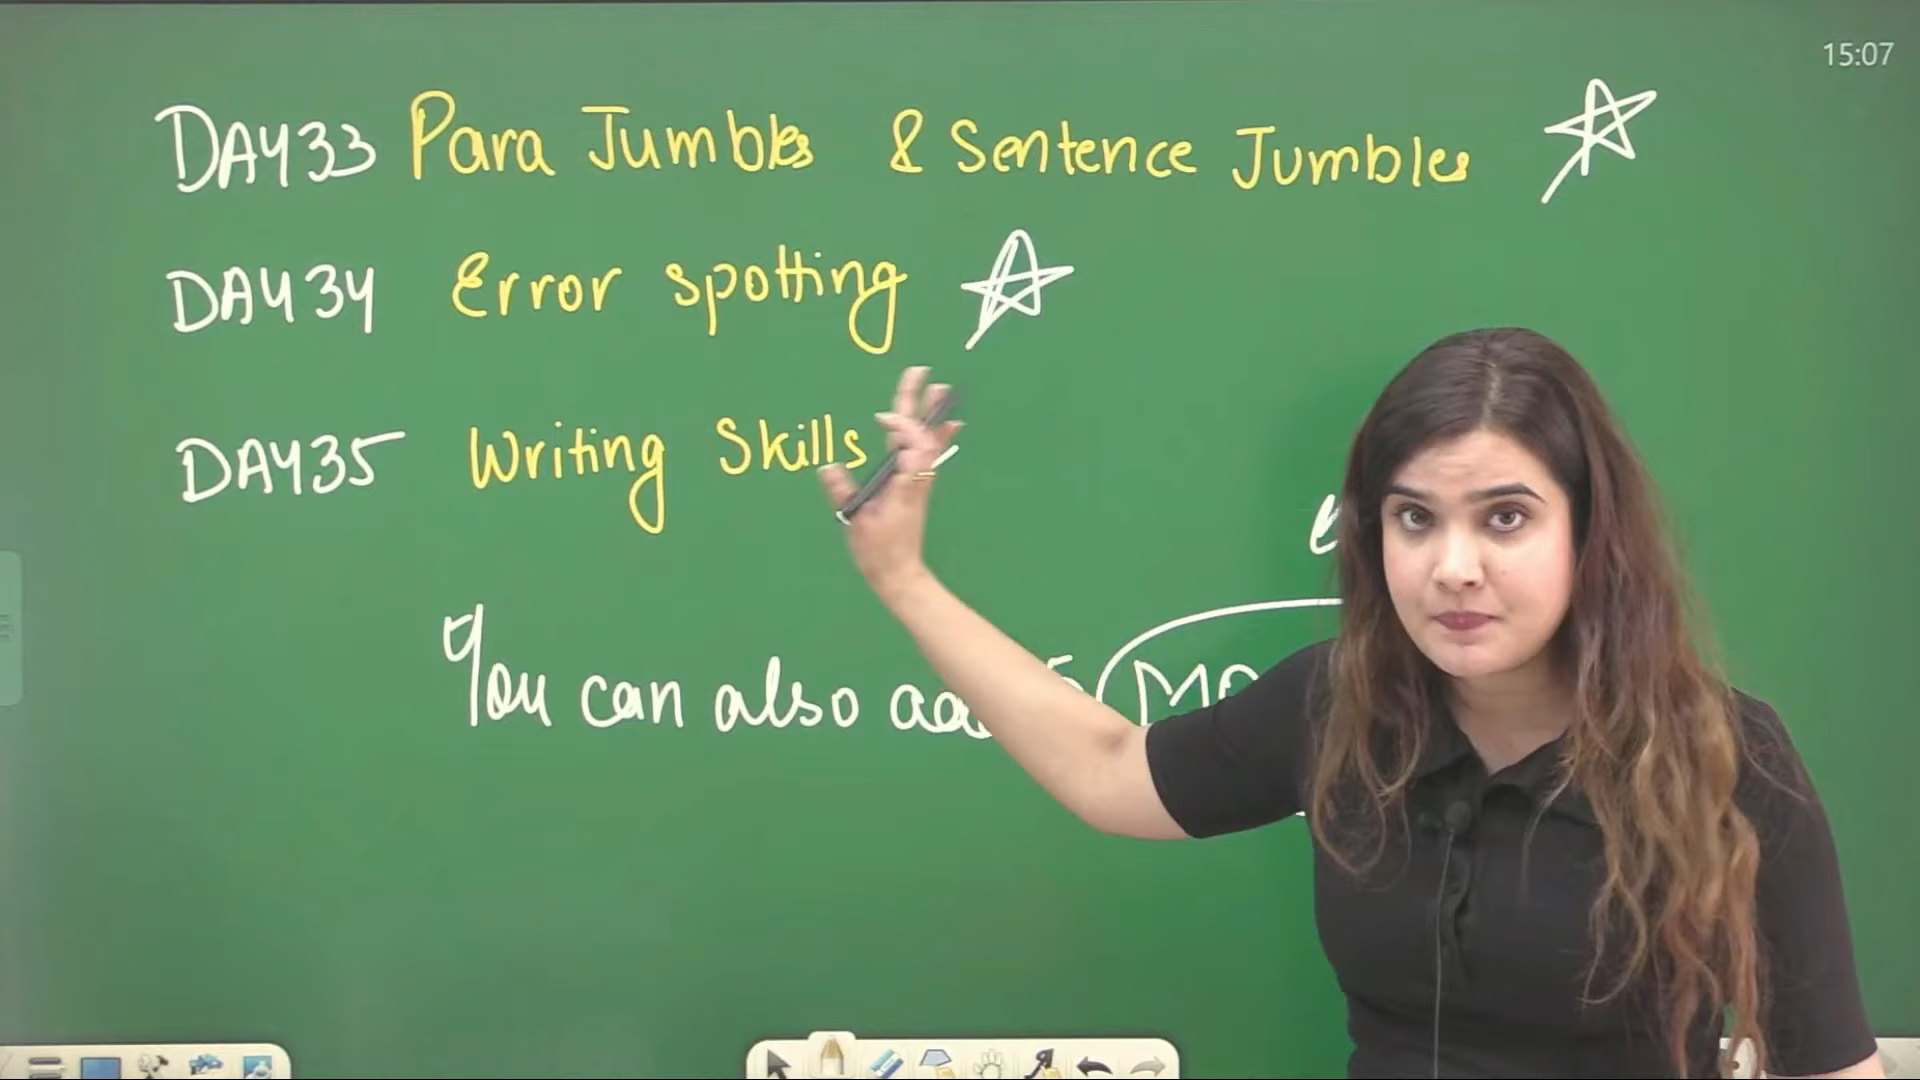 15:07
DAY33 Para Jumbles & Sentence Jumbles
DAY34 Error spotting
DAY35 Writing Skills
You can also